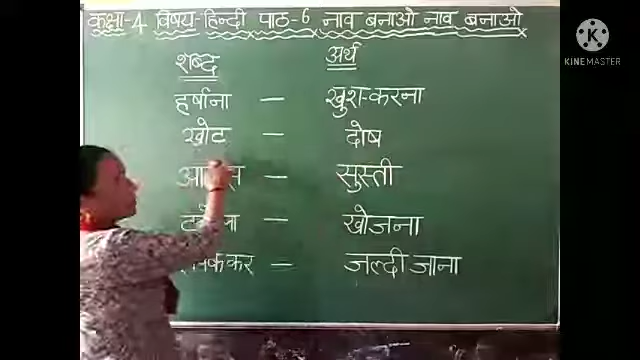 कक्षा-4 विषय-हिन्दी पाठ-6 नाव बनाओ नाव बनाओ
शब्द अर्थ
हर्षाना — खुश-करना
खोट — दोष
— सुस्ती
— खोजना
— जल्दी जाना
KINEMASTER